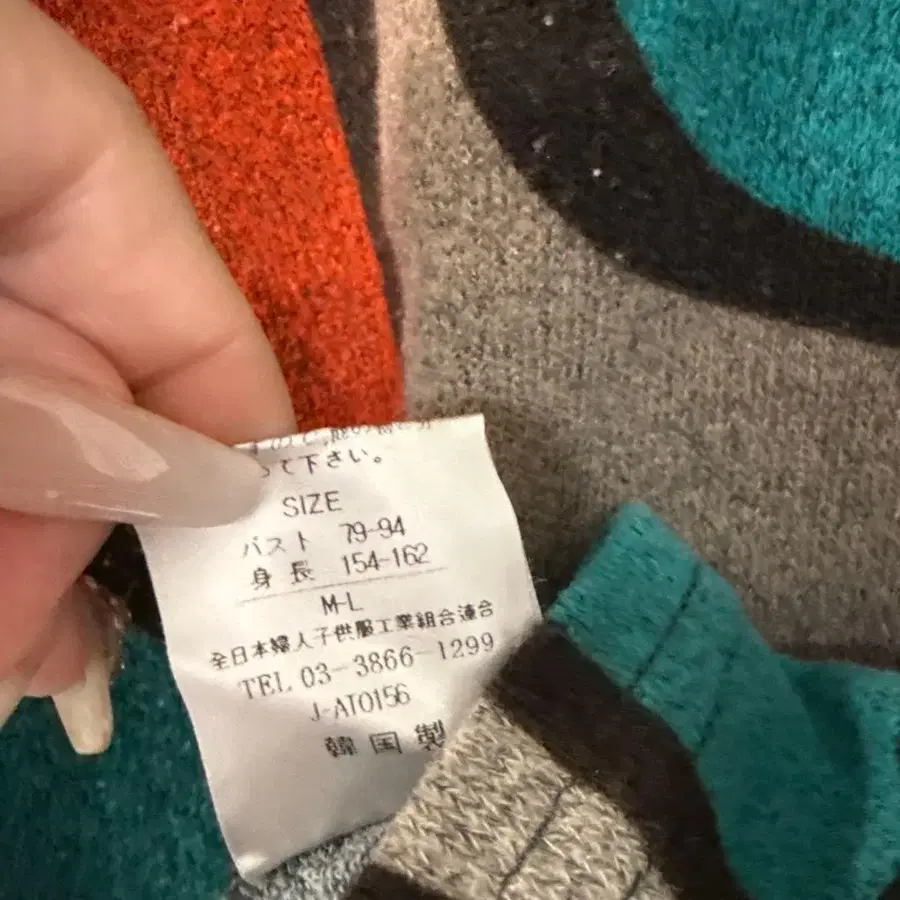 って下さい。
SIZE
バスト 79-94
身長 154-162
M-L
全日本婦人子供服工業組合連合
TEL 03-3866-1299
J-AT0156
韓国製